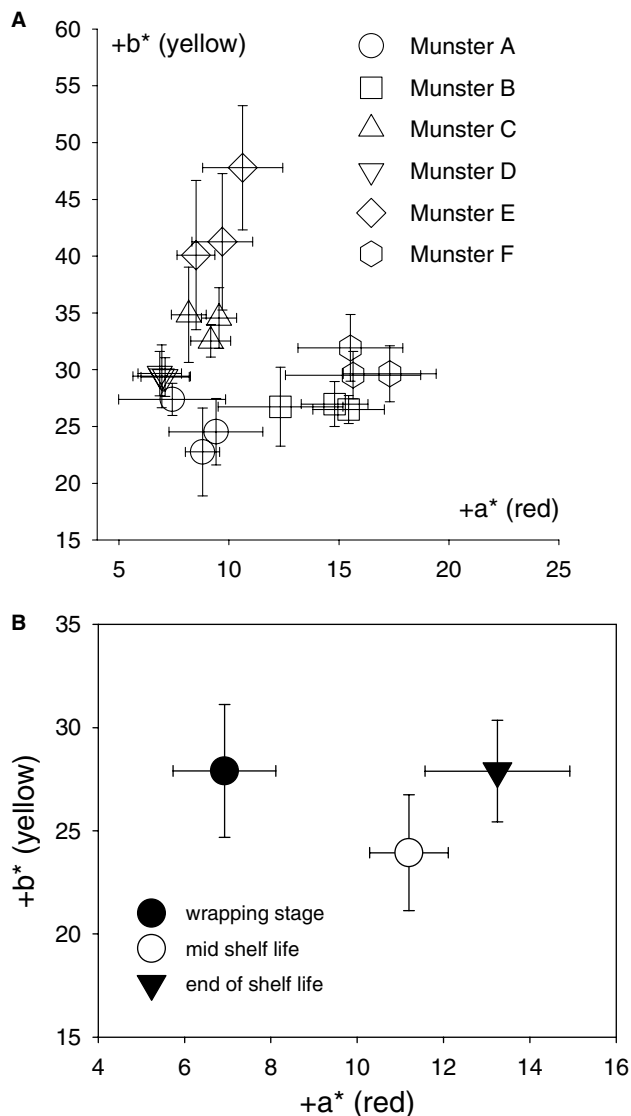 A
+b* (yellow)
60
55
50
45
40
35
30
25
20
15
Munster A
Munster B
Munster C
Munster D
Munster E
Munster F
+a* (red)
5 10 15 20 25
B
+b* (yellow)
35
30
25
20
15
wrapping stage
mid shelf life
end of shelf life
4 6 8 10 12 14 16
+a* (red)